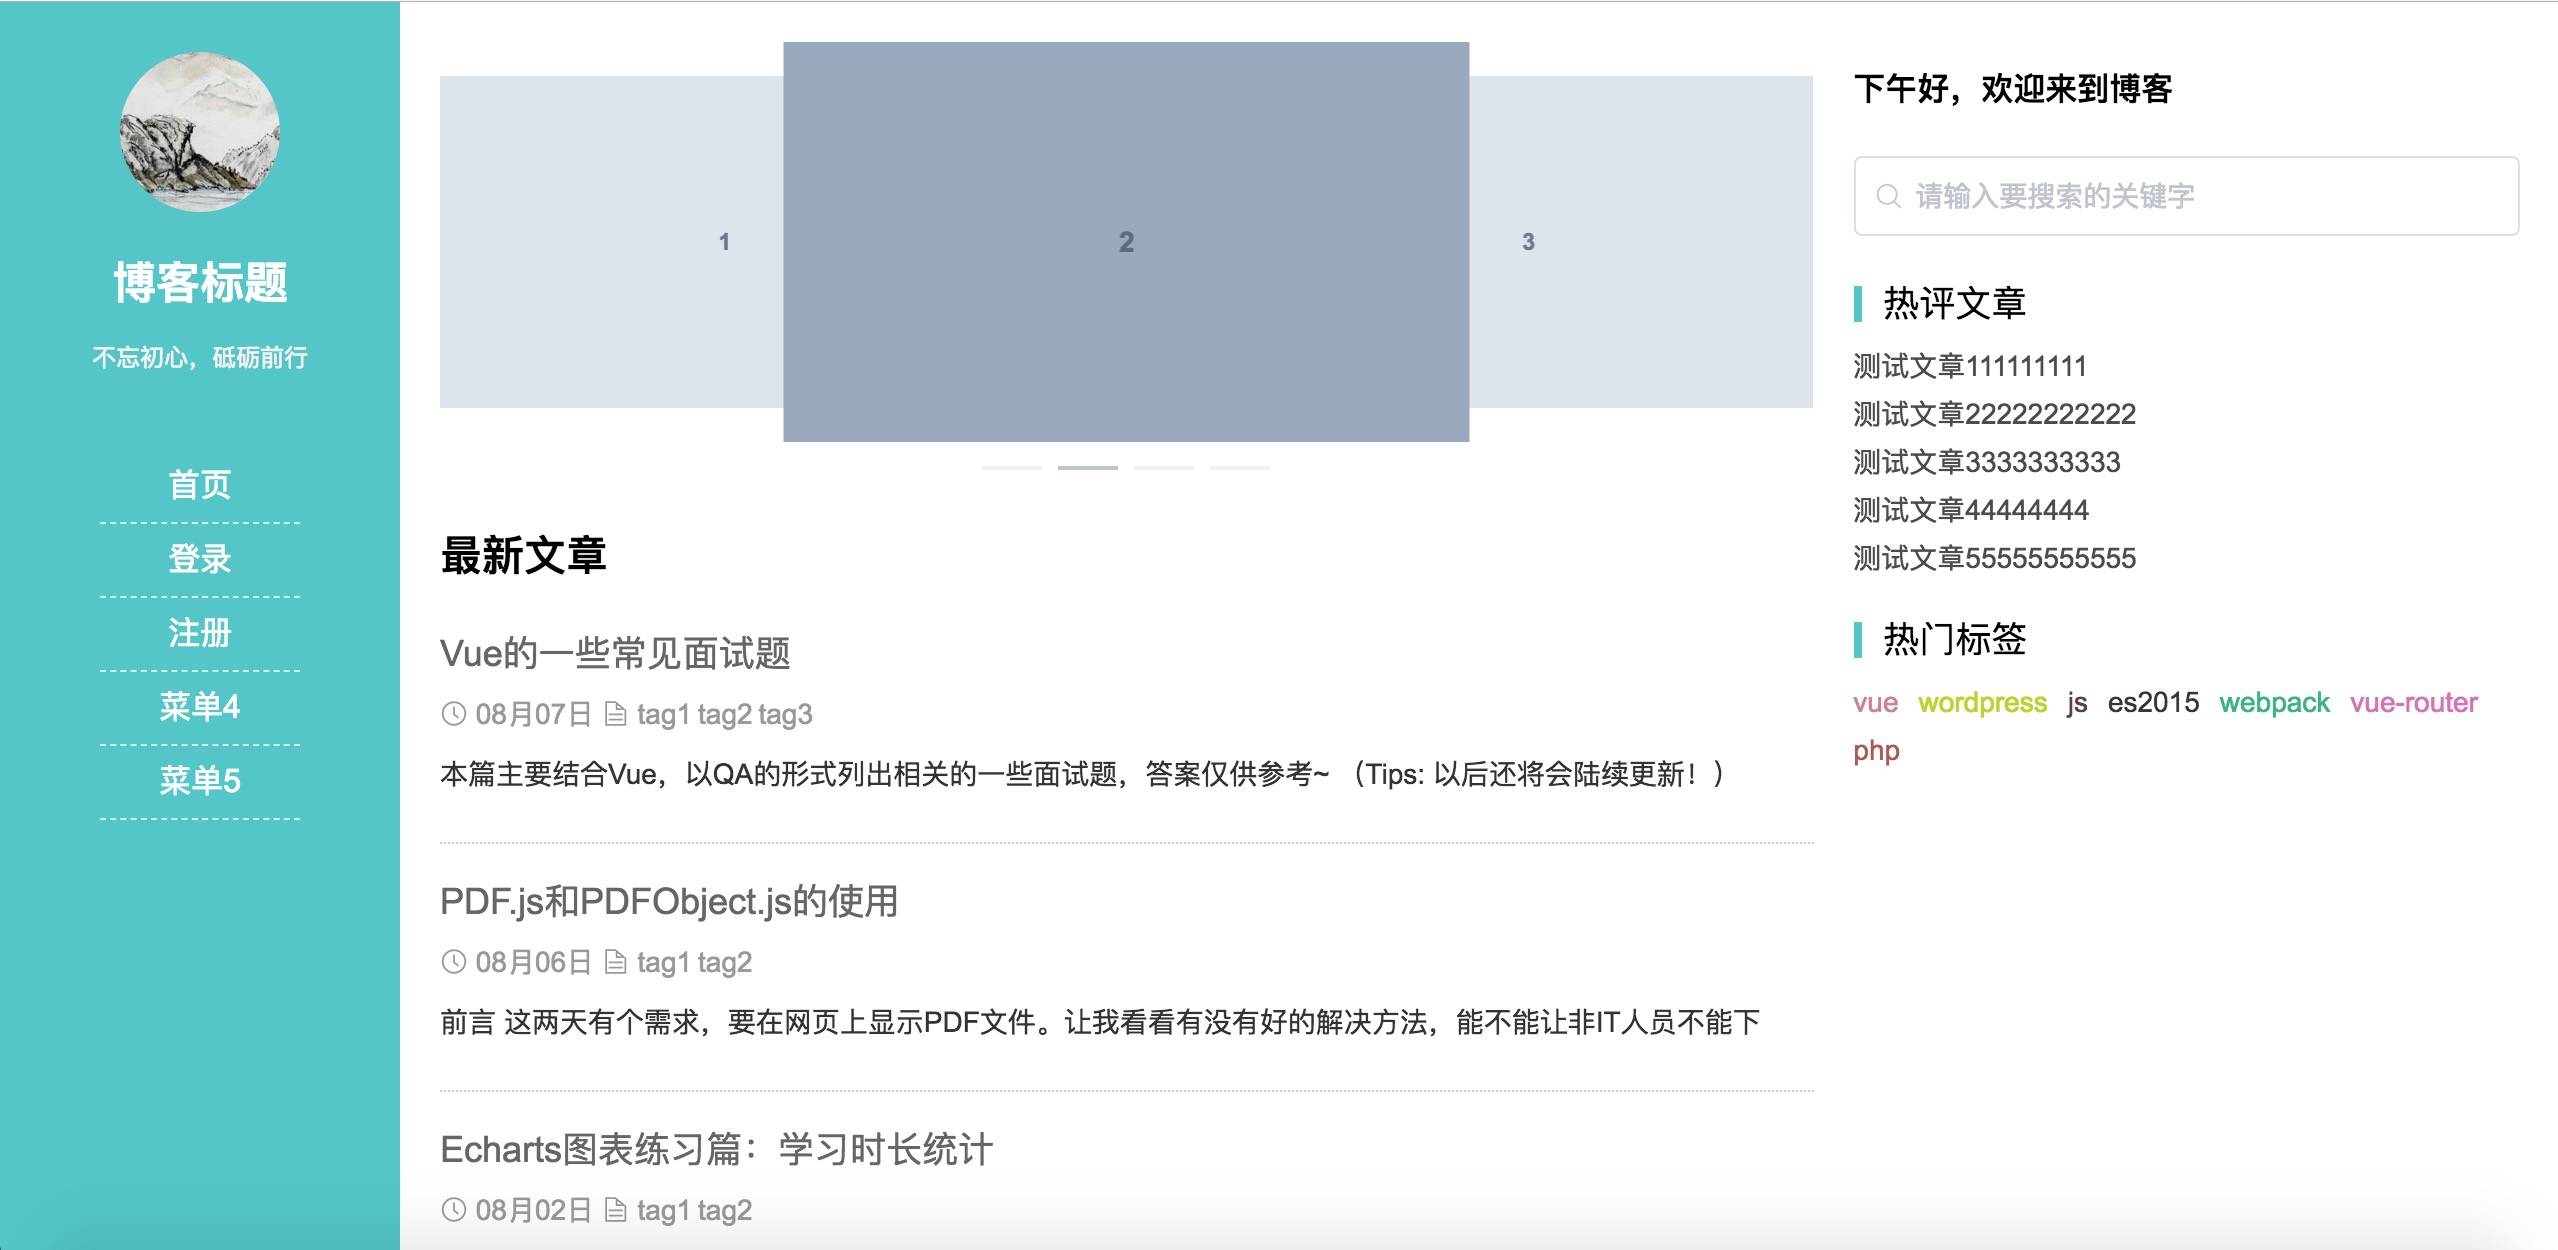 博客标题
不忘初心，砥砺前行
首页
登录
注册
菜单4
菜单5
1
2
3
最新文章
Vue的一些常见面试题
08月07日 tag1 tag2 tag3
本篇主要结合Vue，以QA的形式列出相关的一些面试题，答案仅供参考~ （Tips: 以后还将会陆续更新！）
PDF.js和PDFObject.js的使用
08月06日 tag1 tag2
前言 这两天有个需求，要在网页上显示PDF文件。让我看看有没有好的解决方法，能不能让非IT人员不能下
Echarts图表练习篇：学习时长统计
08月02日 tag1 tag2
下午好，欢迎来到博客
请输入要搜索的关键字
热评文章
测试文章111111111
测试文章22222222222
测试文章3333333333
测试文章44444444
测试文章55555555555
热门标签
vue wordpress js es2015 webpack vue-router
php